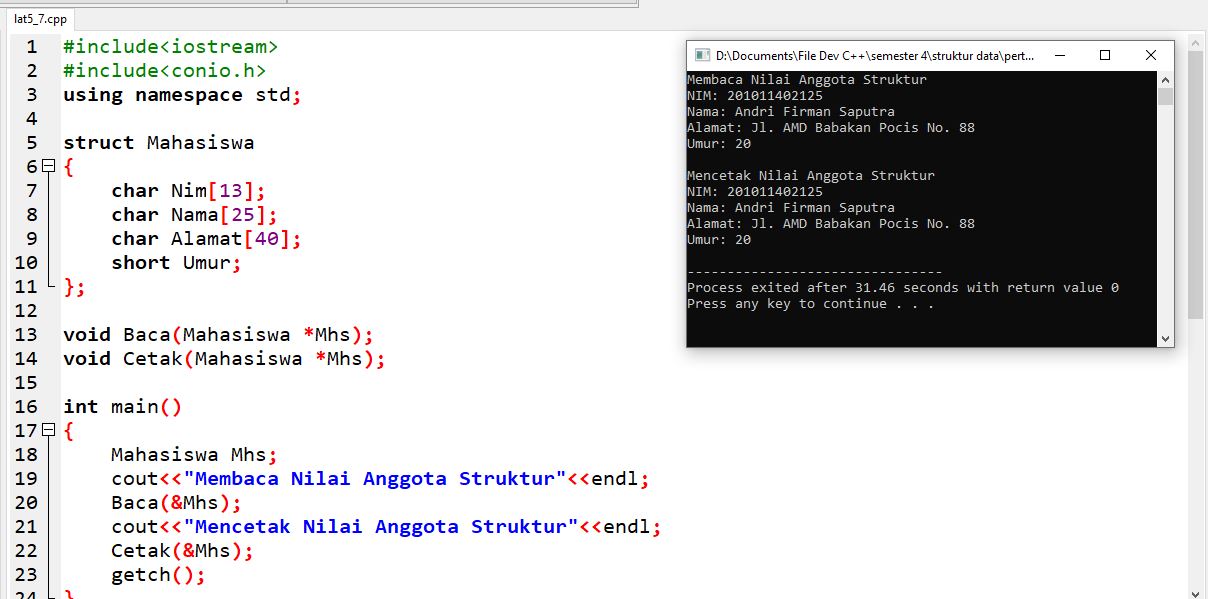 lat5_7.cpp
1 #include<iostream>
2 #include<conio.h>
3 using namespace std;
4
5 struct Mahasiswa
6 {
7     char Nim[13];
8     char Nama[25];
9     char Alamat[40];
10     short Umur;
11 };
12
13 void Baca(Mahasiswa *Mhs);
14 void Cetak(Mahasiswa *Mhs);
15
16 int main()
17 {
18     Mahasiswa Mhs;
19     cout<<"Membaca Nilai Anggota Struktur"<<endl;
20     Baca(&Mhs);
21     cout<<"Mencetak Nilai Anggota Struktur"<<endl;
22     Cetak(&Mhs);
23     getch();
24 }
D:\Documents\File Dev C++\semester 4\struktur data\pert...
Membaca Nilai Anggota Struktur
NIM: 201011402125
Nama: Andri Firman Saputra
Alamat: Jl. AMD Babakan Pocis No. 88
Umur: 20

Mencetak Nilai Anggota Struktur
NIM: 201011402125
Nama: Andri Firman Saputra
Alamat: Jl. AMD Babakan Pocis No. 88
Umur: 20

--------------------------------
Process exited after 31.46 seconds with return value 0
Press any key to continue . . .